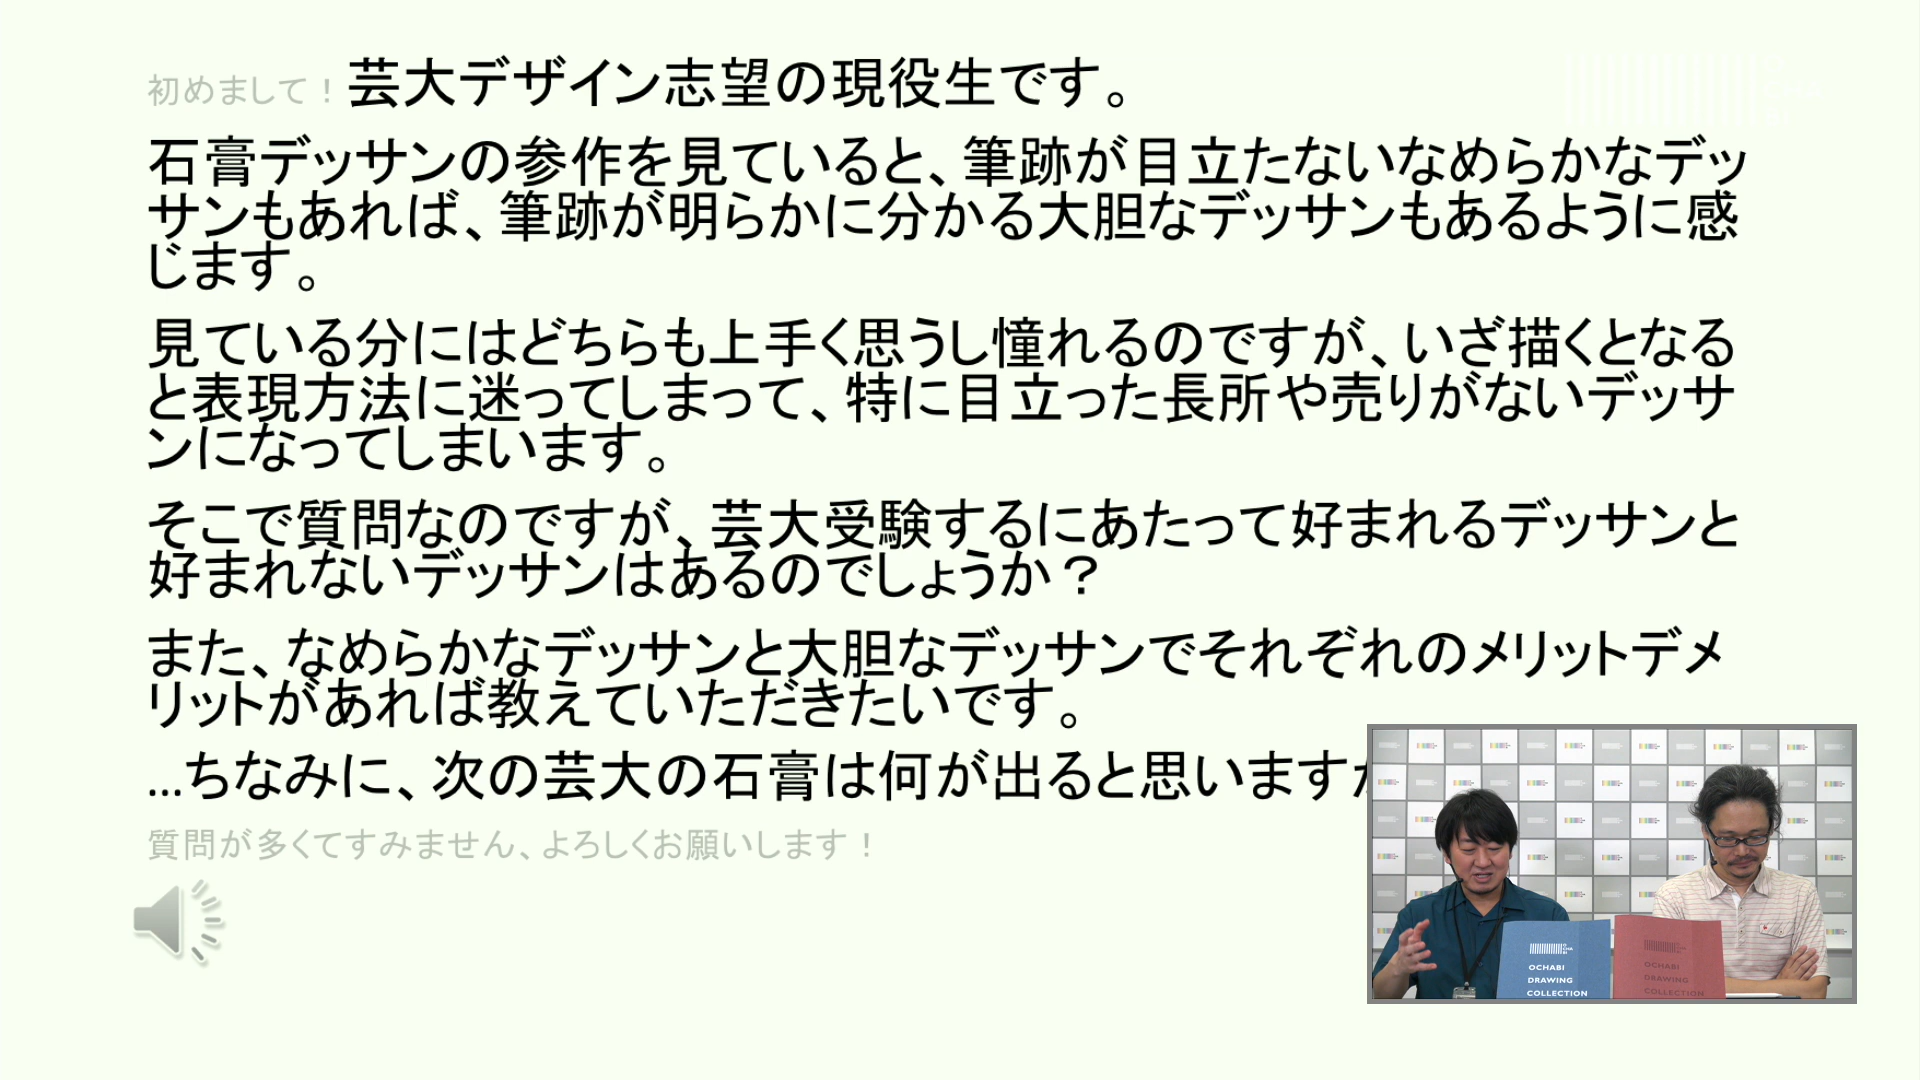 初めまして！芸大デザイン志望の現役生です。
石膏デッサンの参作を見ていると、筆跡が目立たないなめらかなデッ
サンもあれば、筆跡が明らかに分かる大胆なデッサンもあるように感
じます。
見ている分にはどちらも上手く思うし憧れるのですが、いざ描くとなる
と表現方法に迷ってしまって、特に目立った長所や売りがないデッサ
ンになってしまいます。
そこで質問なのですが、芸大受験するにあたって好まれるデッサンと
好まれないデッサンはあるのでしょうか？
また、なめらかなデッサンと大胆なデッサンでそれぞれのメリットデメ
リットがあれば教えていただきたいです。
...ちなみに、次の芸大の石膏は何が出ると思います
質問が多くてすみません、よろしくお願いします！
OCHABI
DRAWING
COLLECTION
OCHABI
DRAWING
COLLECTION